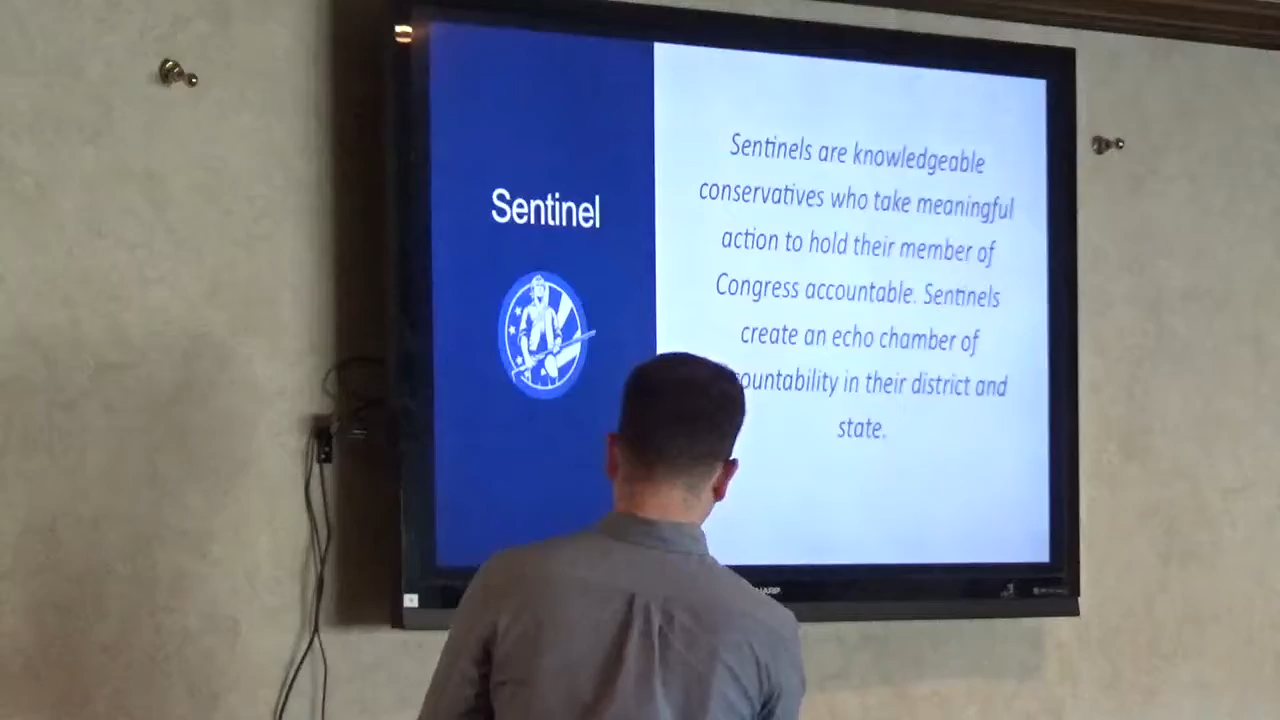 Sentinel
Sentinels are knowledgeable
conservatives who take meaningful
action to hold their member of
Congress accountable. Sentinels
create an echo chamber of
ountability in their district and
state.